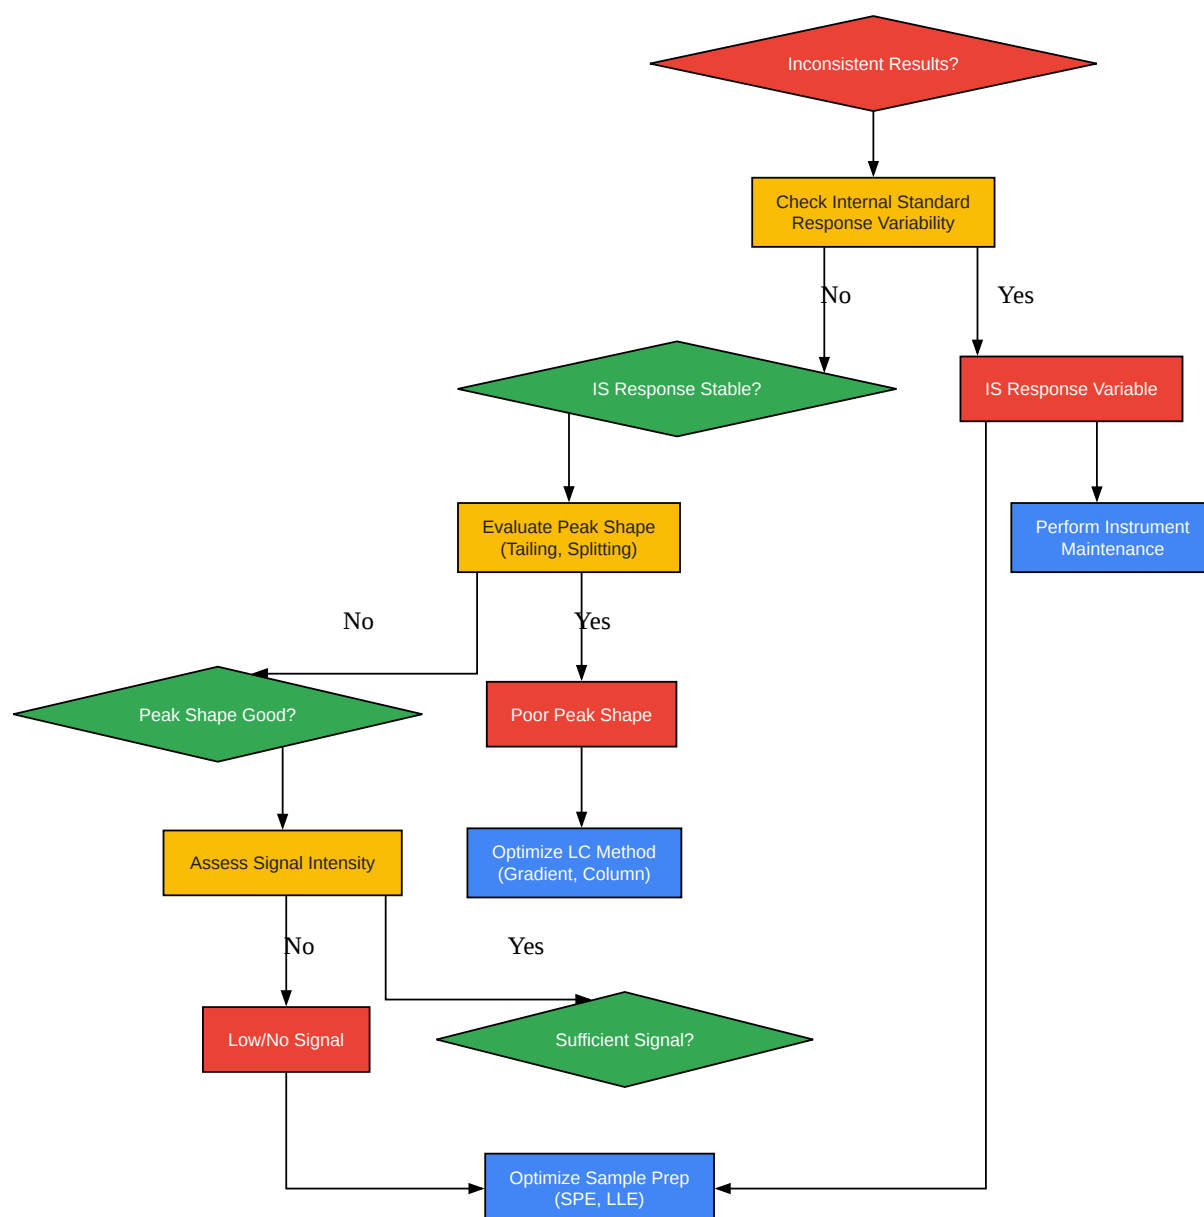 Inconsistent Results?
Check Internal Standard
Response Variability
No
Yes
IS Response Stable?
IS Response Variable
Evaluate Peak Shape
(Tailing, Splitting)
Perform Instrument
Maintenance
No
Yes
Peak Shape Good?
Poor Peak Shape
Assess Signal Intensity
Optimize LC Method
(Gradient, Column)
No
Yes
Low/No Signal
Sufficient Signal?
Optimize Sample Prep
(SPE, LLE)